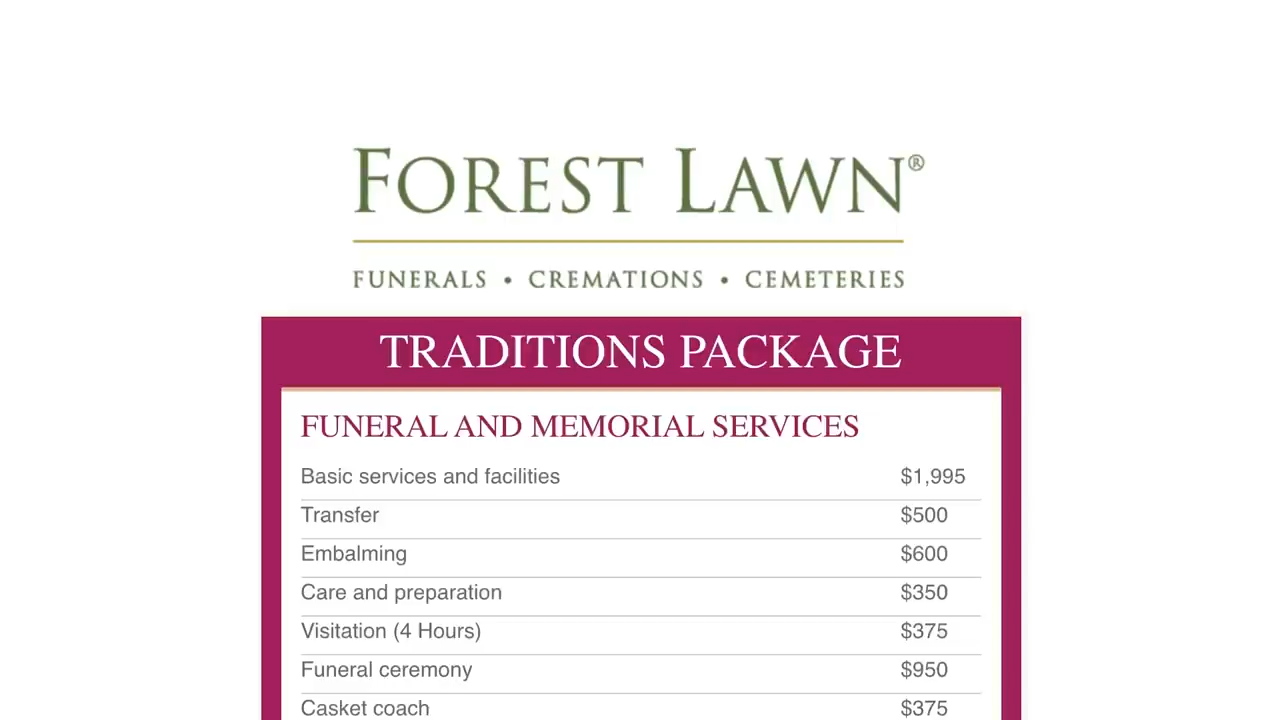 FOREST LAWN®
FUNERALS • CREMATIONS • CEMETERIES
TRADITIONS PACKAGE
FUNERAL AND MEMORIAL SERVICES
Basic services and facilities $1,995
Transfer $500
Embalming $600
Care and preparation $350
Visitation (4 Hours) $375
Funeral ceremony $950
Casket coach $375